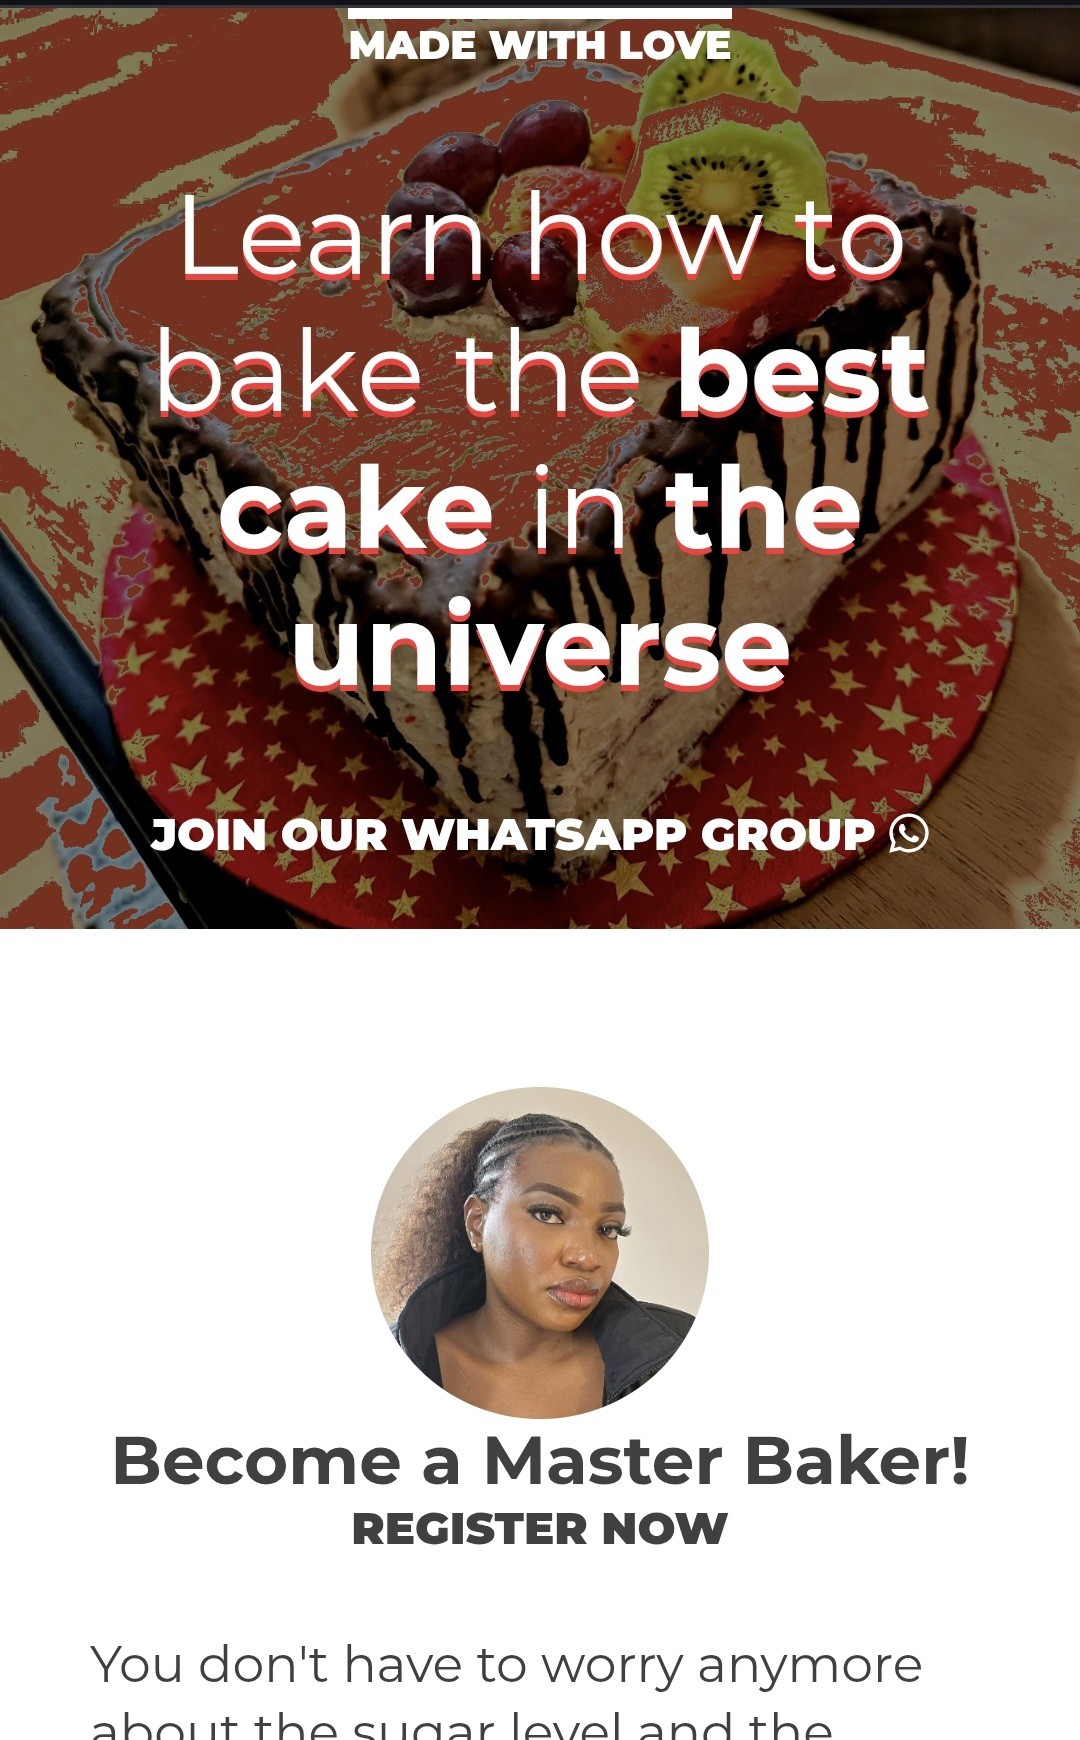 MADE WITH LOVE
Learn how to
bake the best
cake in the
universe
JOIN OUR WHATSAPP GROUP
Become a Master Baker!
REGISTER NOW
You don't have to worry anymore
about the sugar level and the